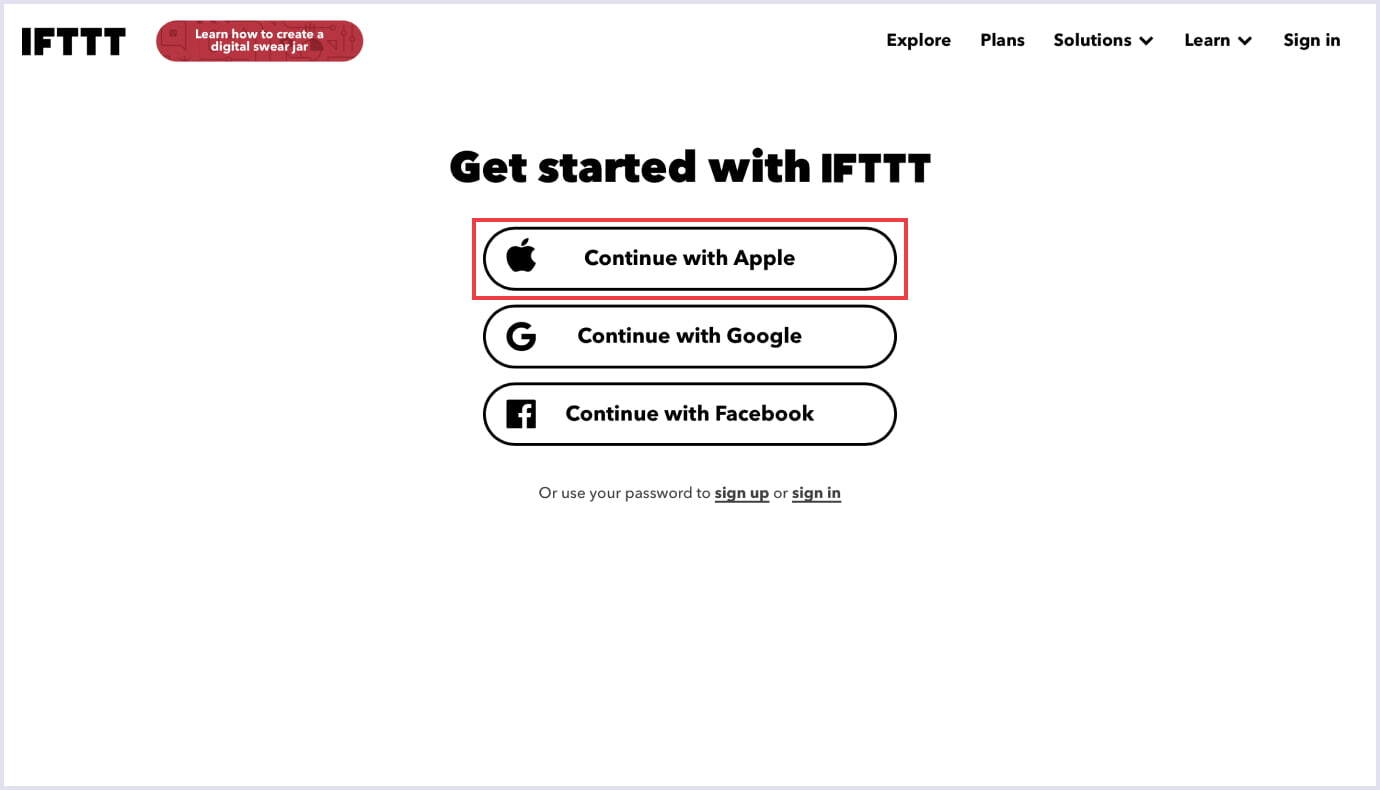 IFTTT
Learn how to create a
digital swear jar
Explore Plans Solutions Learn Sign in
Get started with IFTTT
Continue with Apple
Continue with Google
Continue with Facebook
Or use your password to sign up or sign in